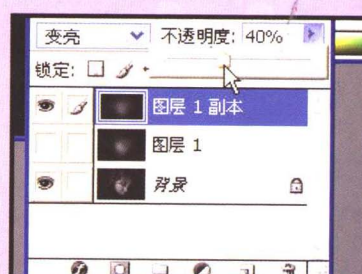 变亮 不透明度: 40%
锁定:
图层 1 副本
图层 1
背景